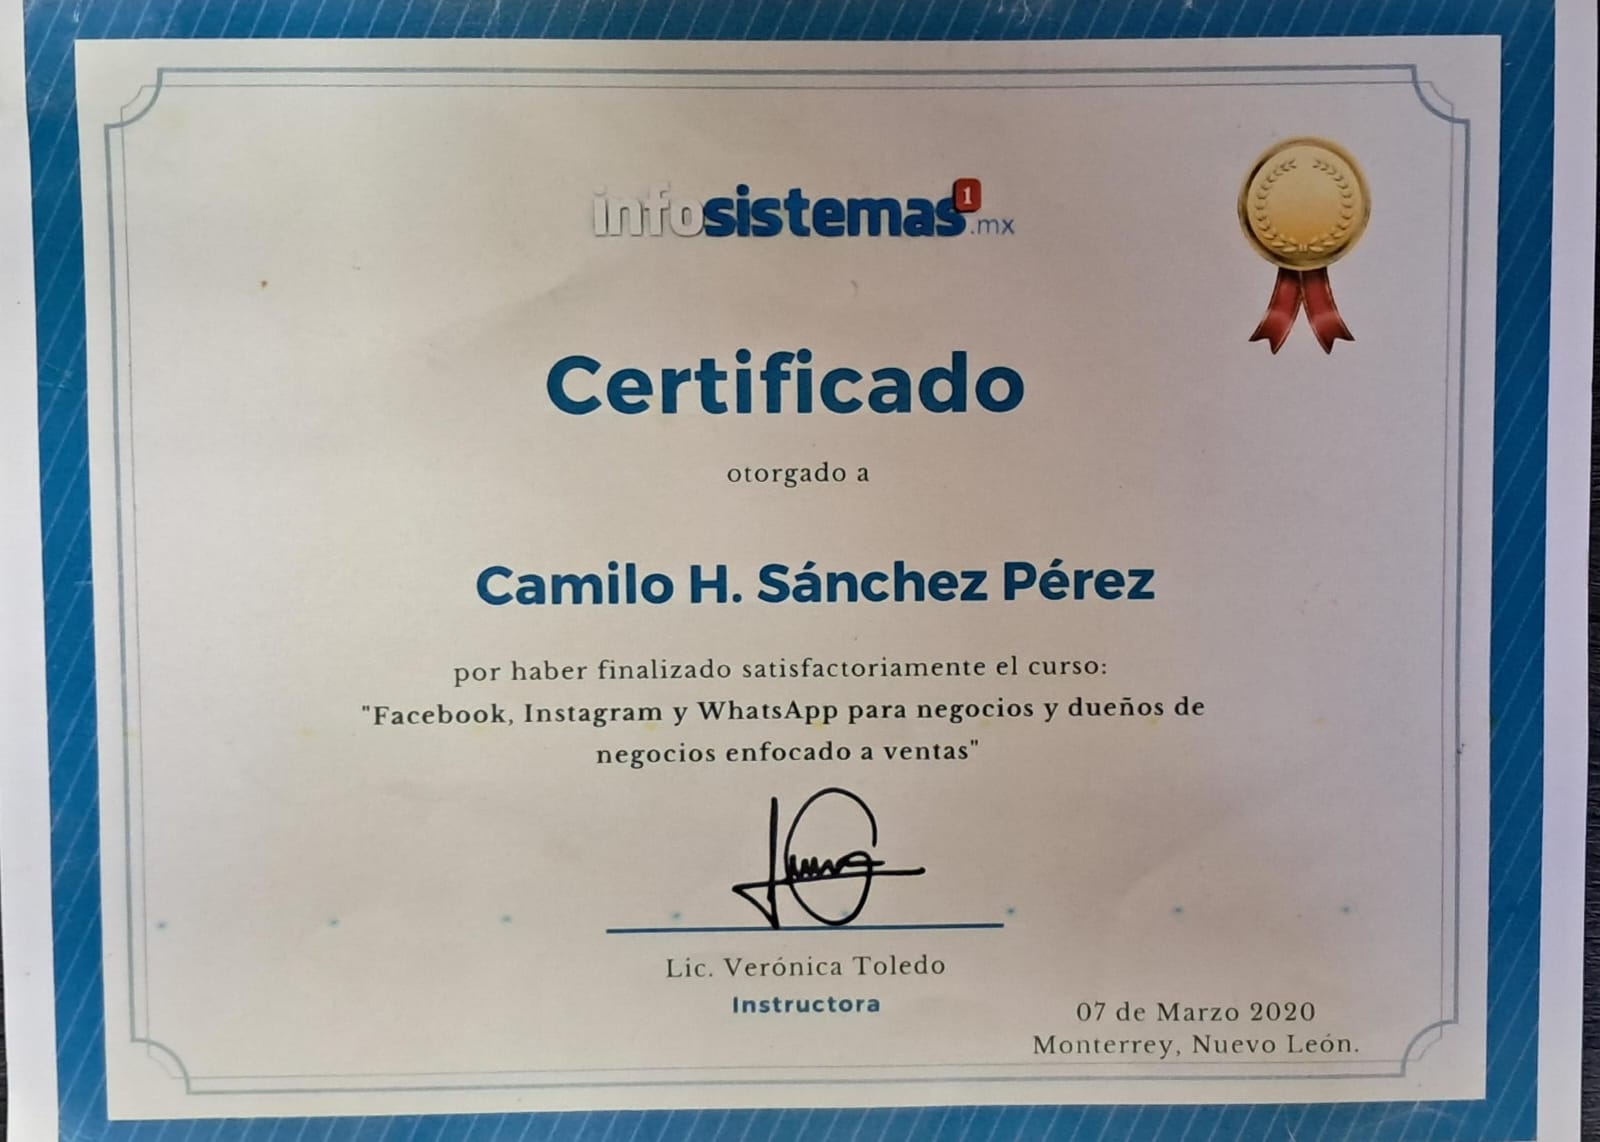 infosistemas1.mx
Certificado
otorgado a
Camilo H. Sánchez Pérez
por haber finalizado satisfactoriamente el curso:
"Facebook, Instagram y WhatsApp para negocios y dueños de
negocios enfocado a ventas"
Lic. Verónica Toledo
Instructora
07 de Marzo 2020
Monterrey, Nuevo León.